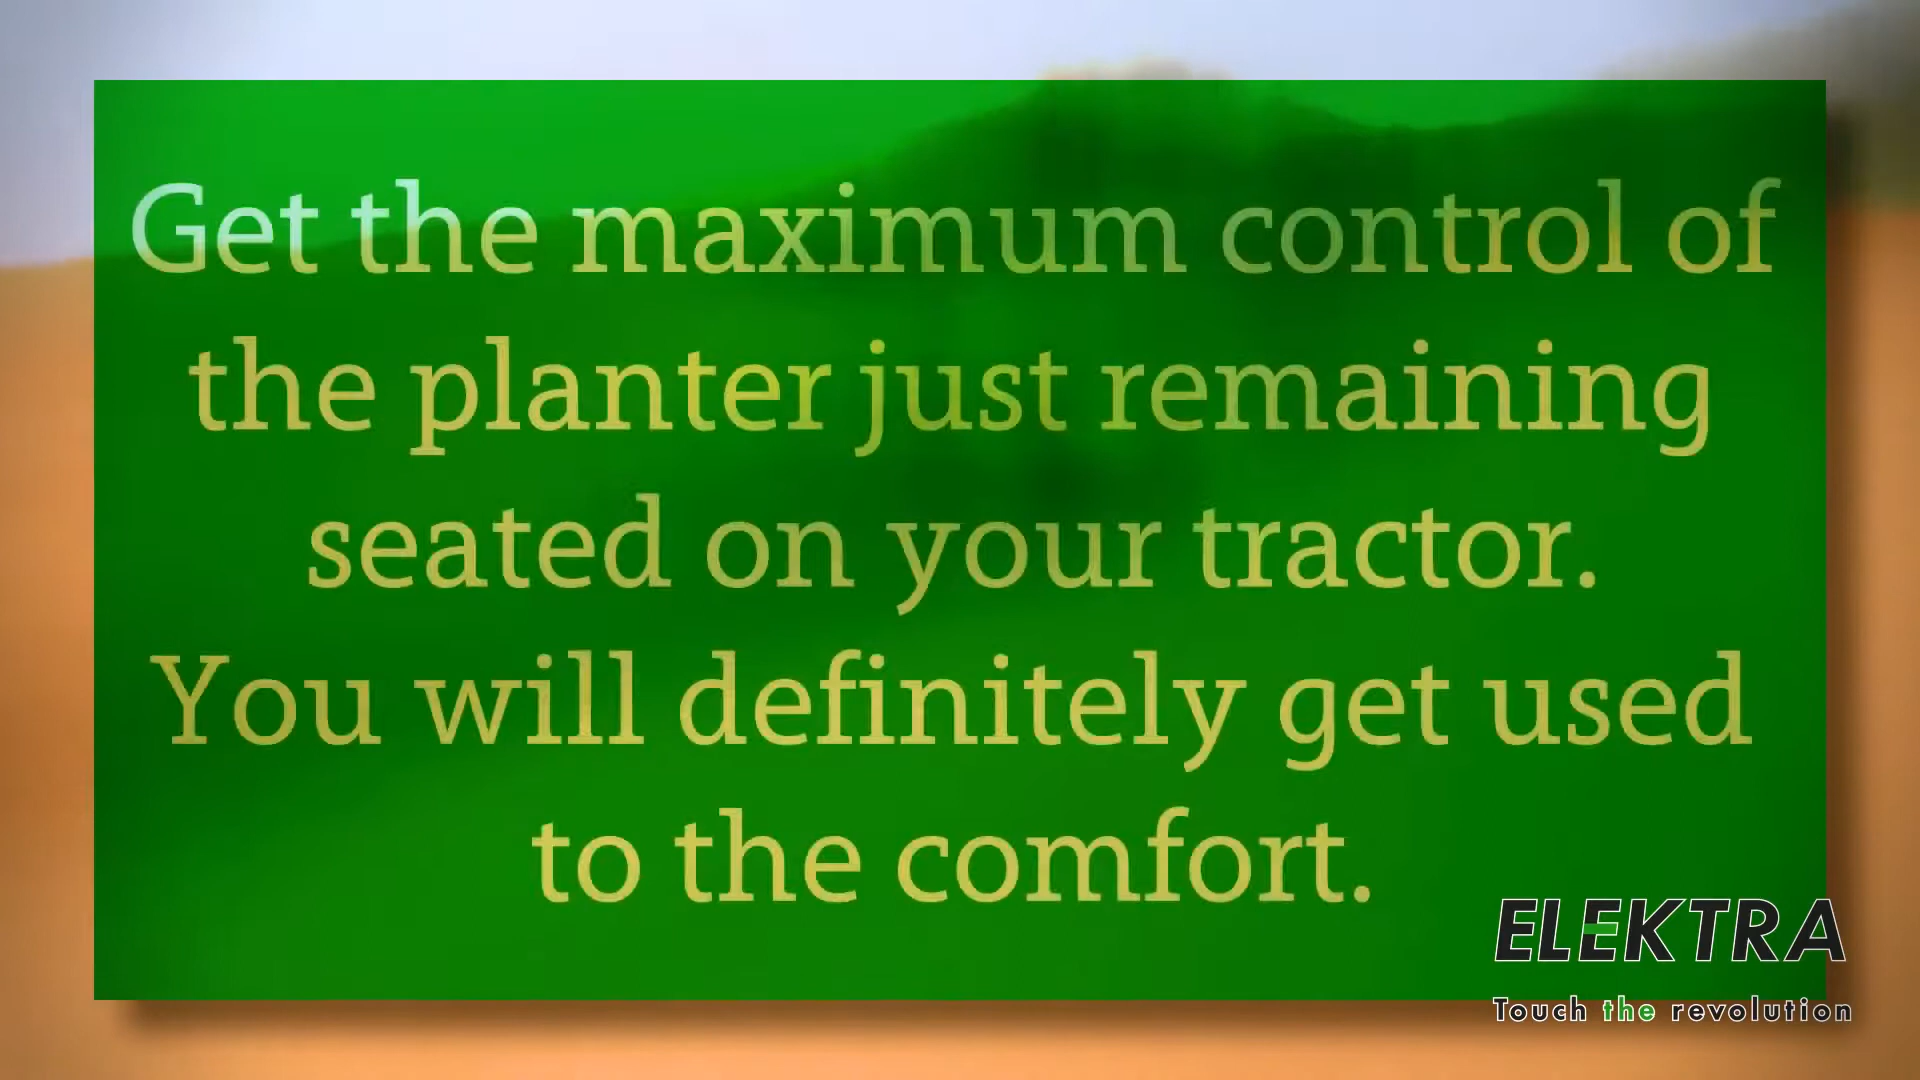 Get the maximum control of
the planter just remaining
seated on your tractor.
You will definitely get used
to the comfort.
ELEKTRA
Touch the revolution